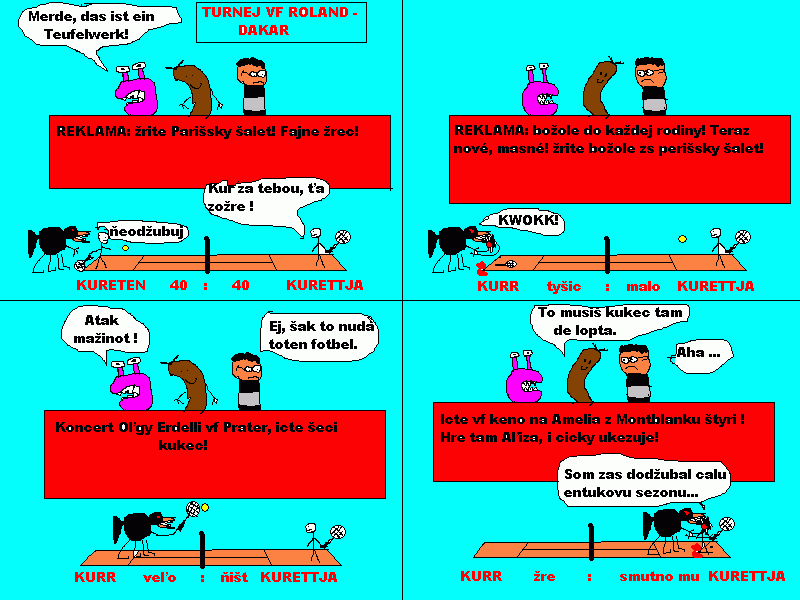 Merde, das ist ein
Teufelwerk!
TURNEJ VF ROLAND -
DAKAR
REKLAMA: žrite Parišsky šalet! Fajne žrec!
Kur za tebou, ťa
zožre !
ňeodžubuj
KURETEN 40 : 40 KURETTJA
REKLAMA: božole do každej rodiny! Teraz
nové, masné! žrite božole zs perišsky šalet!
KWOKK!
KURR tyšic : malo KURETTJA
Atak
mažinot !
Ej, šak to nuda
toten fotbel.
Koncert Oľgy Erdelli vf Prater, icte šeci
kukec!
KURR veľo : ňišt KURETTJA
To musíš kukec tam
de lopta.
Aha ...
Icte vf keno na Amelia z Montblanku štyri !
Hre tam Alíza, i cicky ukezuje!
Som zas dodžubal calu
entukovu sezonu...
KURR žre : smutno mu KURETTJA